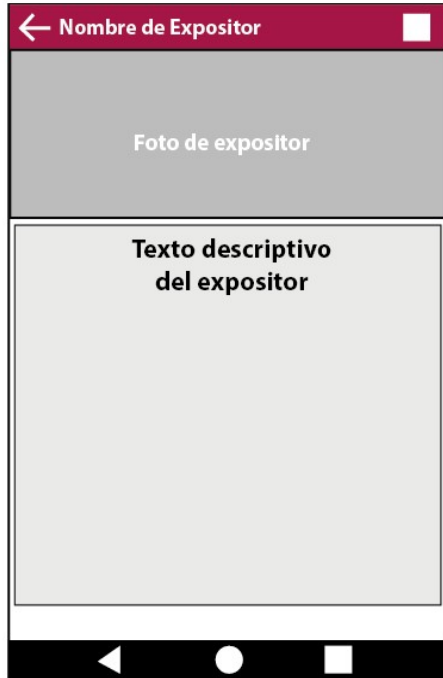 Nombre de Expositor
Foto de expositor
Texto descriptivo
del expositor